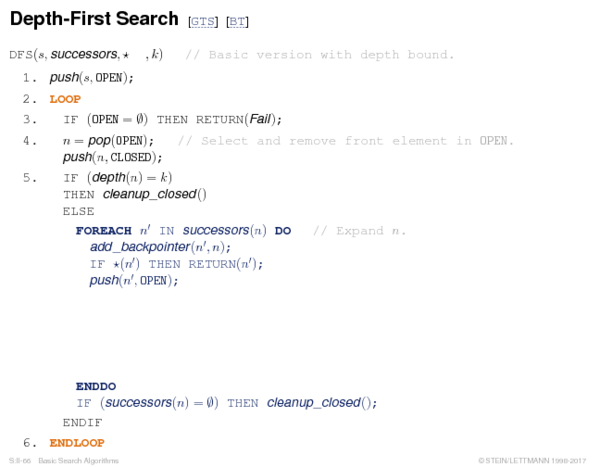 Depth-First Search [GTS] [BT]
DFS(s, successors, ⋆ , k) // Basic version with depth bound.
1. push(s, OPEN);
2. LOOP
3. IF (OPEN = ∅) THEN RETURN(Fail);
4. n = pop(OPEN); // Select and remove front element in OPEN.
push(n, CLOSED);
5. IF (depth(n) = k)
THEN cleanup_closed()
ELSE
FOREACH n′ IN successors(n) DO // Expand n.
add_backpointer(n′, n);
IF ⋆(n′) THEN RETURN(n′);
push(n′, OPEN);
ENDDO
IF (successors(n) = ∅) THEN cleanup_closed();
ENDIF
6. ENDLOOP
S:II-66 Basic Search Algorithms ©STEIN/LETTMANN 1998-2017